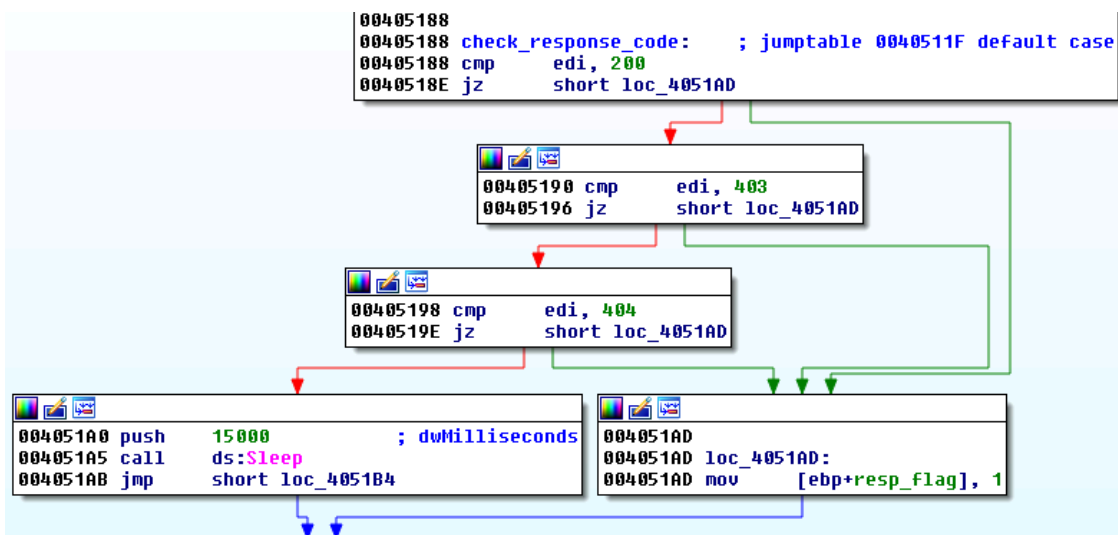 00405188
00405188 check_response_code: ; jumptable 0040511F default case
00405188 cmp edi, 200
0040518E jz short loc_4051AD
00405190 cmp edi, 403
00405196 jz short loc_4051AD
00405198 cmp edi, 404
0040519E jz short loc_4051AD
004051A0 push 15000 ; dwMilliseconds
004051A5 call ds:Sleep
004051AB jmp short loc_4051B4
004051AD
004051AD loc_4051AD:
004051AD mov [ebp+resp_flag], 1